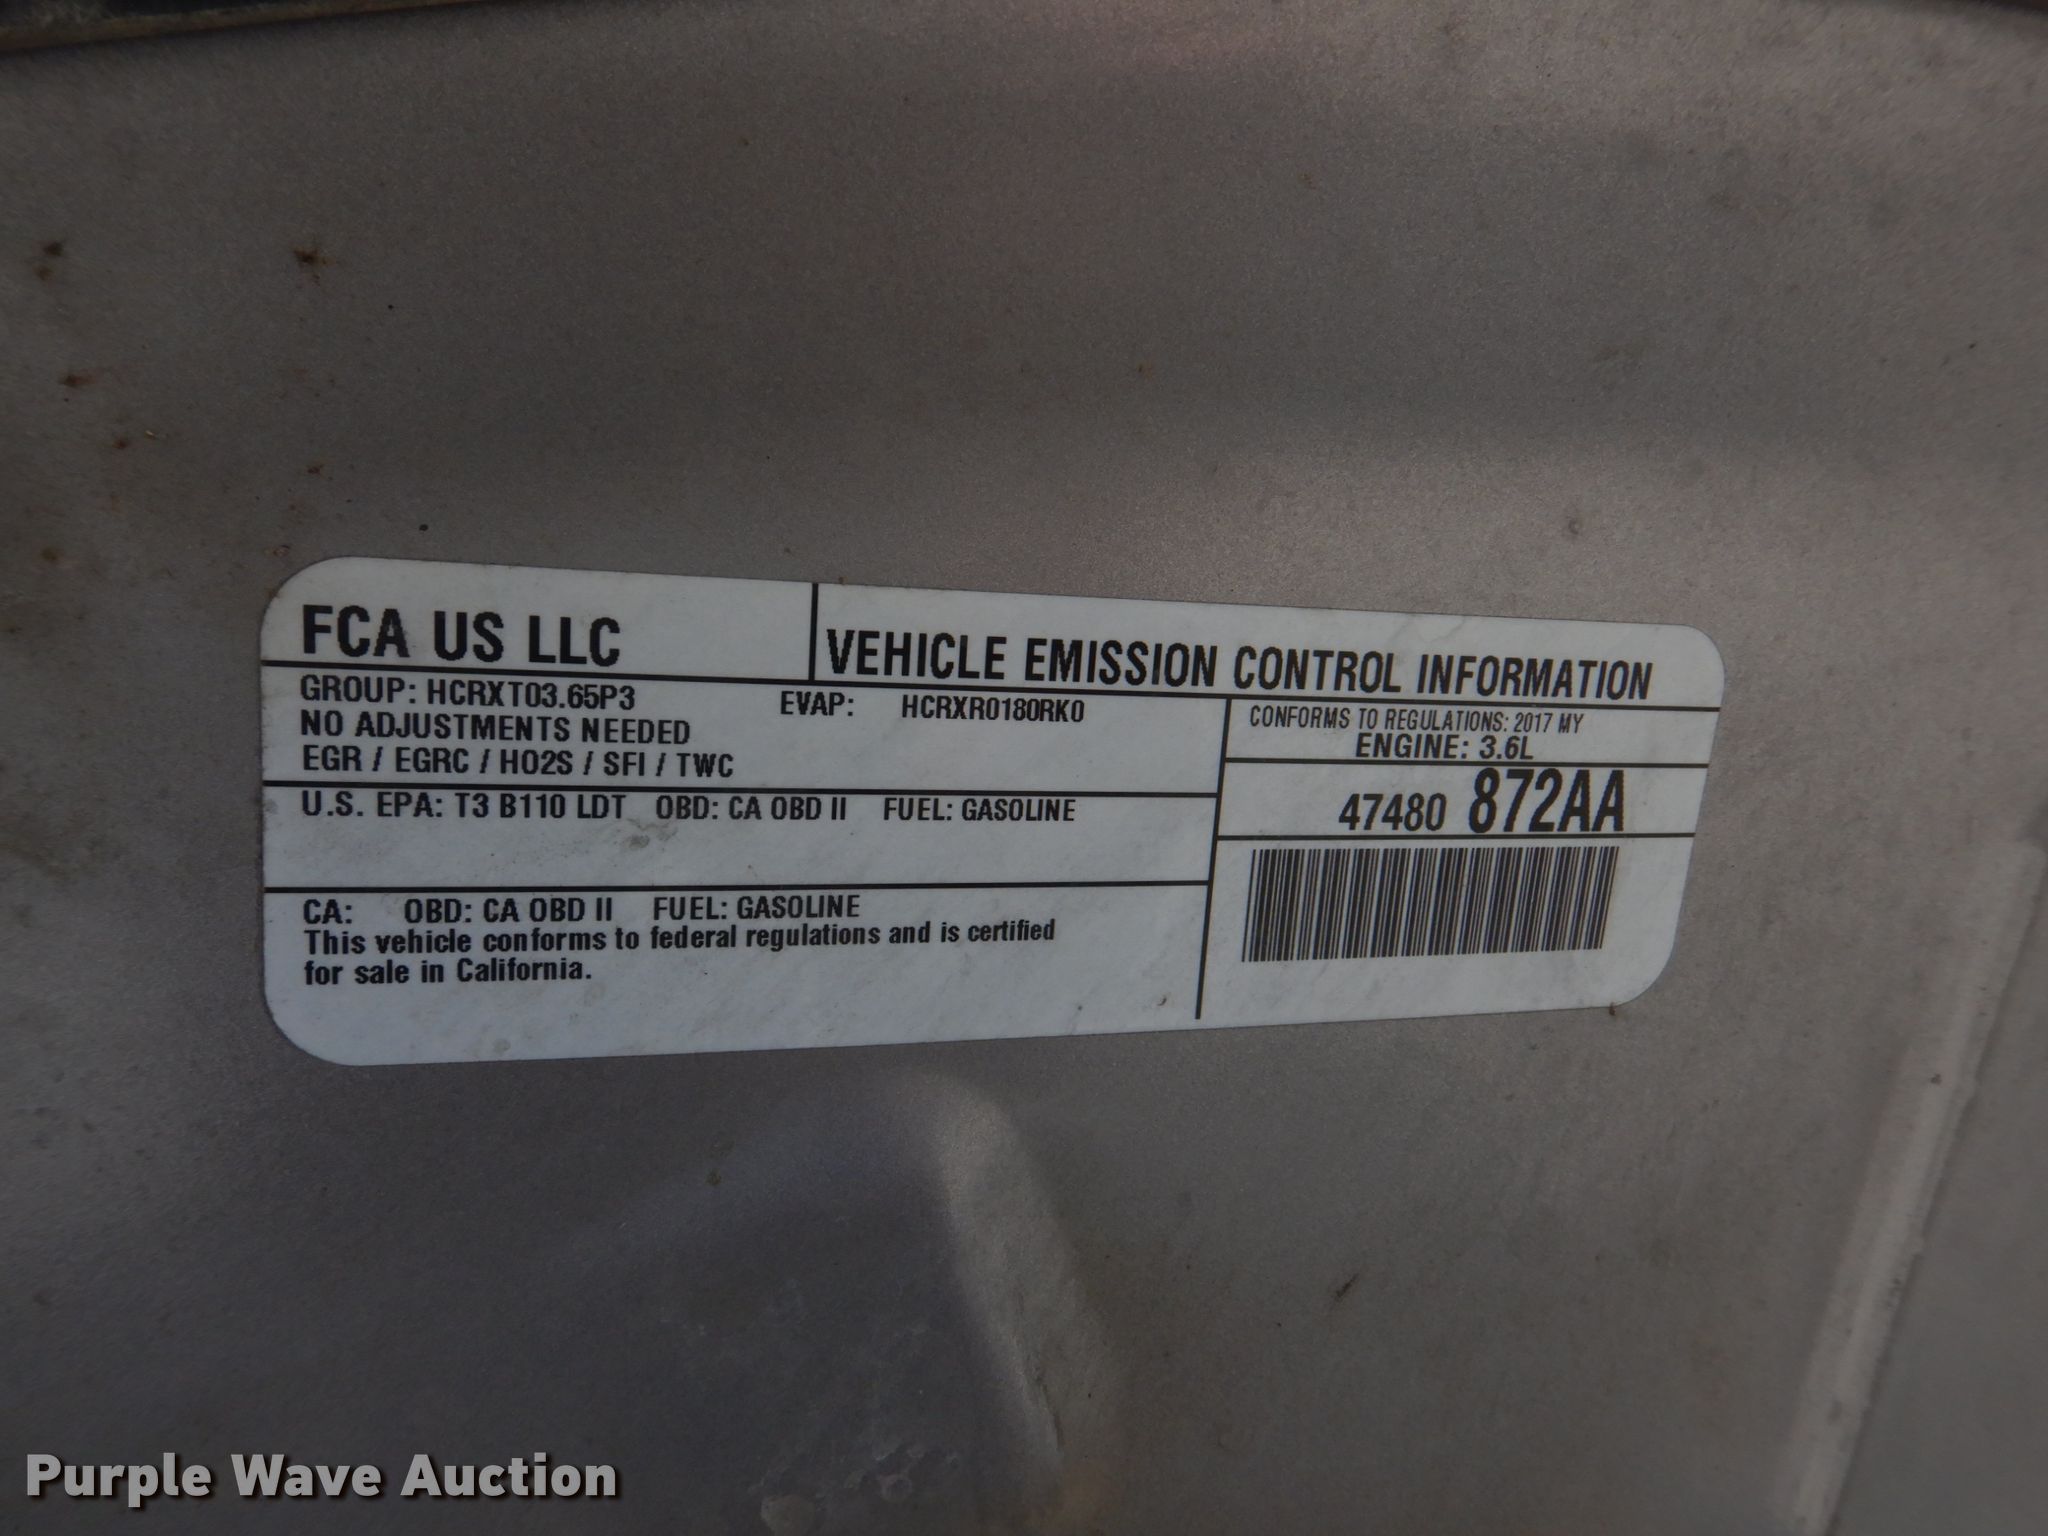 FCA US LLC
VEHICLE EMISSION CONTROL INFORMATION
GROUP: HCRXT03.65P3 EVAP: HCRXR0180RK0
NO ADJUSTMENTS NEEDED
EGR / EGRC / HO2S / SFI / TWC
CONFORMS TO REGULATIONS: 2017 MY
ENGINE: 3.6L
U.S. EPA: T3 B110 LDT OBD: CA OBD II FUEL: GASOLINE
47480 872AA
CA: OBD: CA OBD II FUEL: GASOLINE
This vehicle conforms to federal regulations and is certified
for sale in California.
Purple Wave Auction